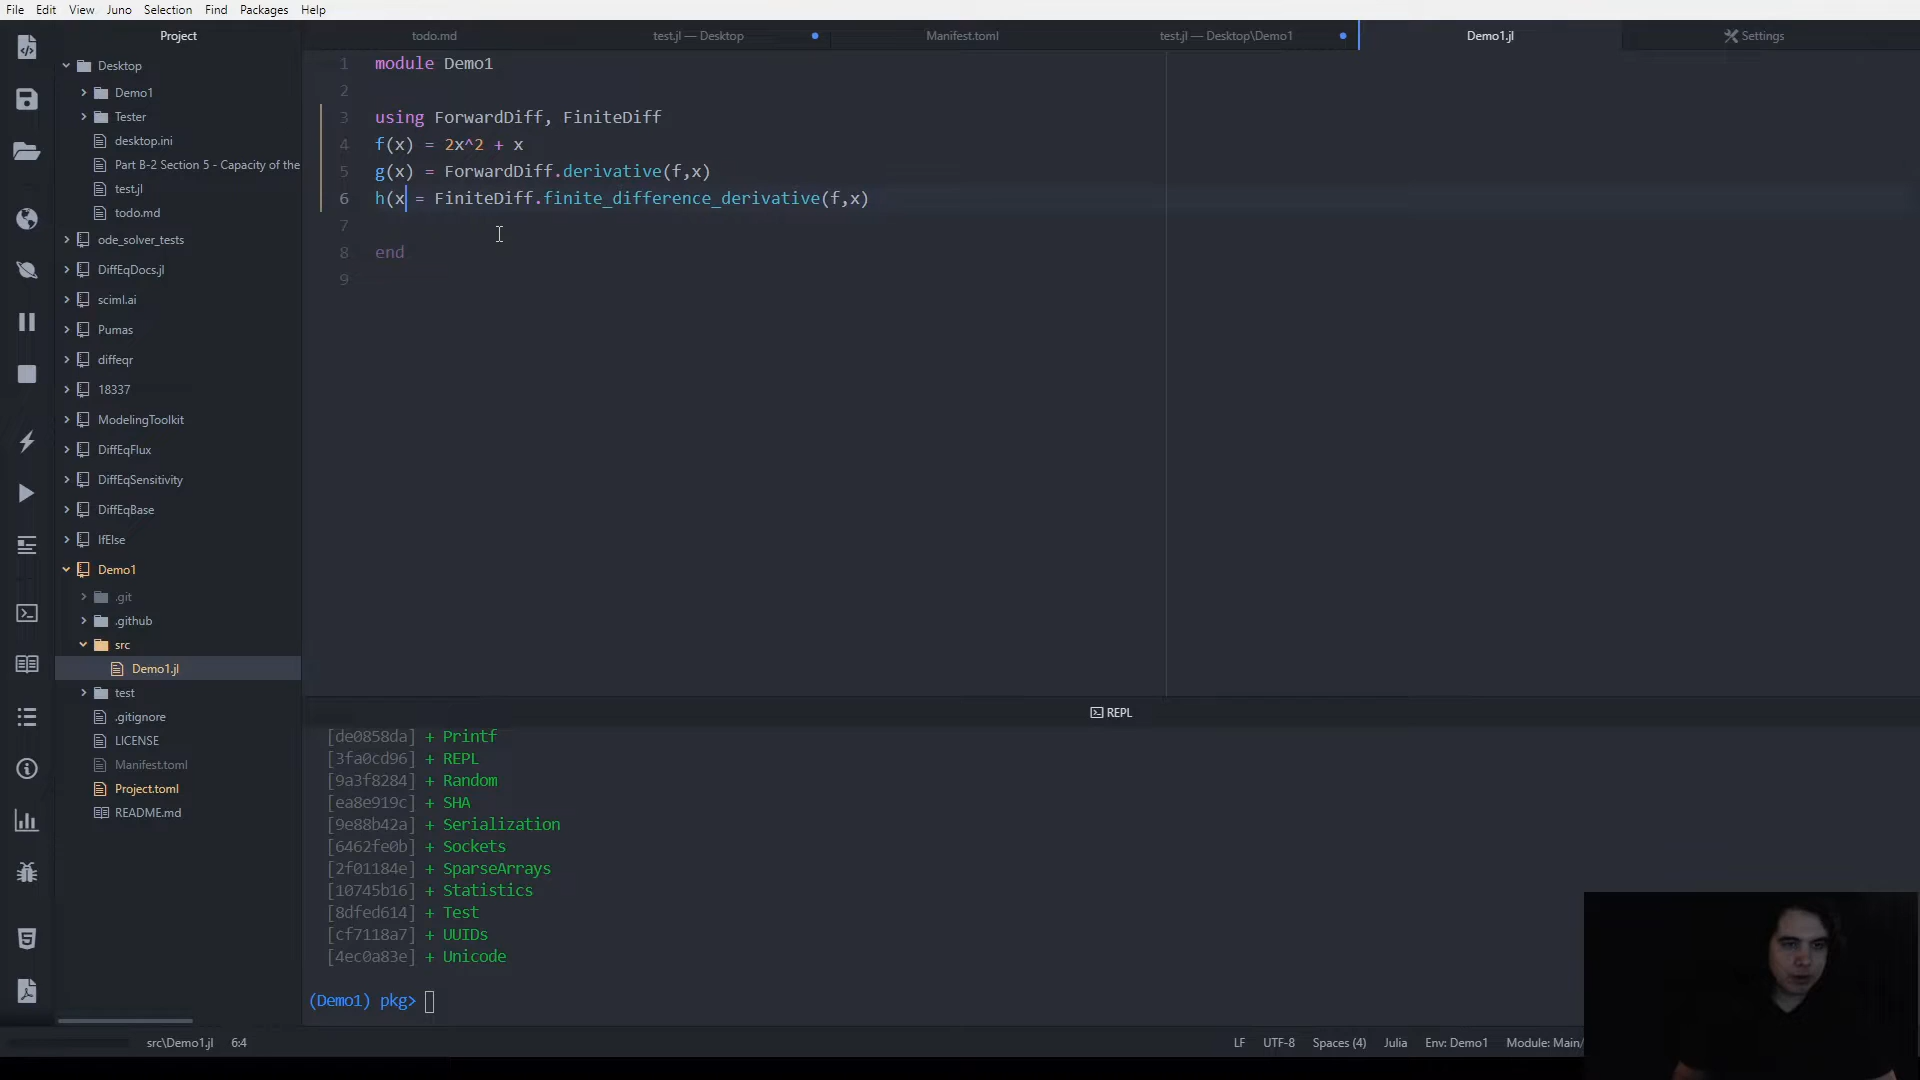 File Edit View Juno Selection Find Packages Help
Project
todo.md
test.jl — Desktop
Manifest.toml
test.jl — Desktop\Demo1
Demo1.jl
Settings
Desktop
Demo1
Tester
desktop.ini
Part B-2 Section 5 - Capacity of the
test.jl
todo.md
ode_solver_tests
DiffEqDocs.jl
sciml.ai
Pumas
diffeqr
18337
ModelingToolkit
DiffEqFlux
DiffEqSensitivity
DiffEqBase
IfElse
Demo1
.git
.github
src
Demo1.jl
test
.gitignore
LICENSE
Manifest.toml
Project.toml
README.md
1 module Demo1
2
3 using ForwardDiff, FiniteDiff
4 f(x) = 2x^2 + x
5 g(x) = ForwardDiff.derivative(f,x)
6 h(x = FiniteDiff.finite_difference_derivative(f,x)
7
8 end
9
REPL
[de0858da] + Printf
[3fa0cd96] + REPL
[9a3f8284] + Random
[ea8e919c] + SHA
[9e88b42a] + Serialization
[6462fe0b] + Sockets
[2f01184e] + SparseArrays
[10745b16] + Statistics
[8dfed614] + Test
[cf7118a7] + UUIDs
[4ec0a83e] + Unicode
(Demo1) pkg>
src\Demo1.jl 6:4
LF UTF-8 Spaces (4) Julia Env: Demo1 Module: Main/